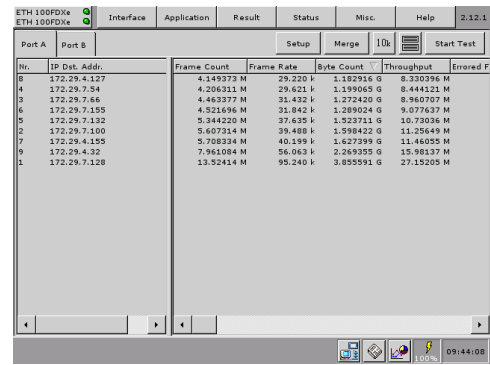 ETH 100FDXe
ETH 100FDXe
Interface Application Result Status Misc. Help 2.12.1
Port A Port B Setup Merge 10k Start Test
Nr. IP Dst. Addr. Frame Count Frame Rate Byte Count Throughput Errored F
8 172.29.4.127 4.149373 M 29.220 k 1.182916 G 8.330396 M
4 172.29.7.54 4.206311 M 29.621 k 1.199065 G 8.444121 M
3 172.29.7.66 4.463377 M 31.432 k 1.272420 G 8.960707 M
6 172.29.7.155 4.521696 M 31.842 k 1.289024 G 9.077637 M
5 172.29.7.132 5.344220 M 37.635 k 1.523711 G 10.73036 M
2 172.29.7.100 5.607314 M 39.488 k 1.598422 G 11.25649 M
7 172.29.4.155 5.708334 M 40.199 k 1.627399 G 11.46055 M
9 172.29.4.32 7.961084 M 56.063 k 2.269355 G 15.98137 M
1 172.29.7.128 13.52414 M 95.240 k 3.855591 G 27.15205 M
100% 09:44:08